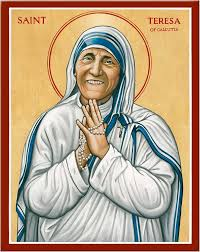 SAINT TERESA
OF CALCUTTA